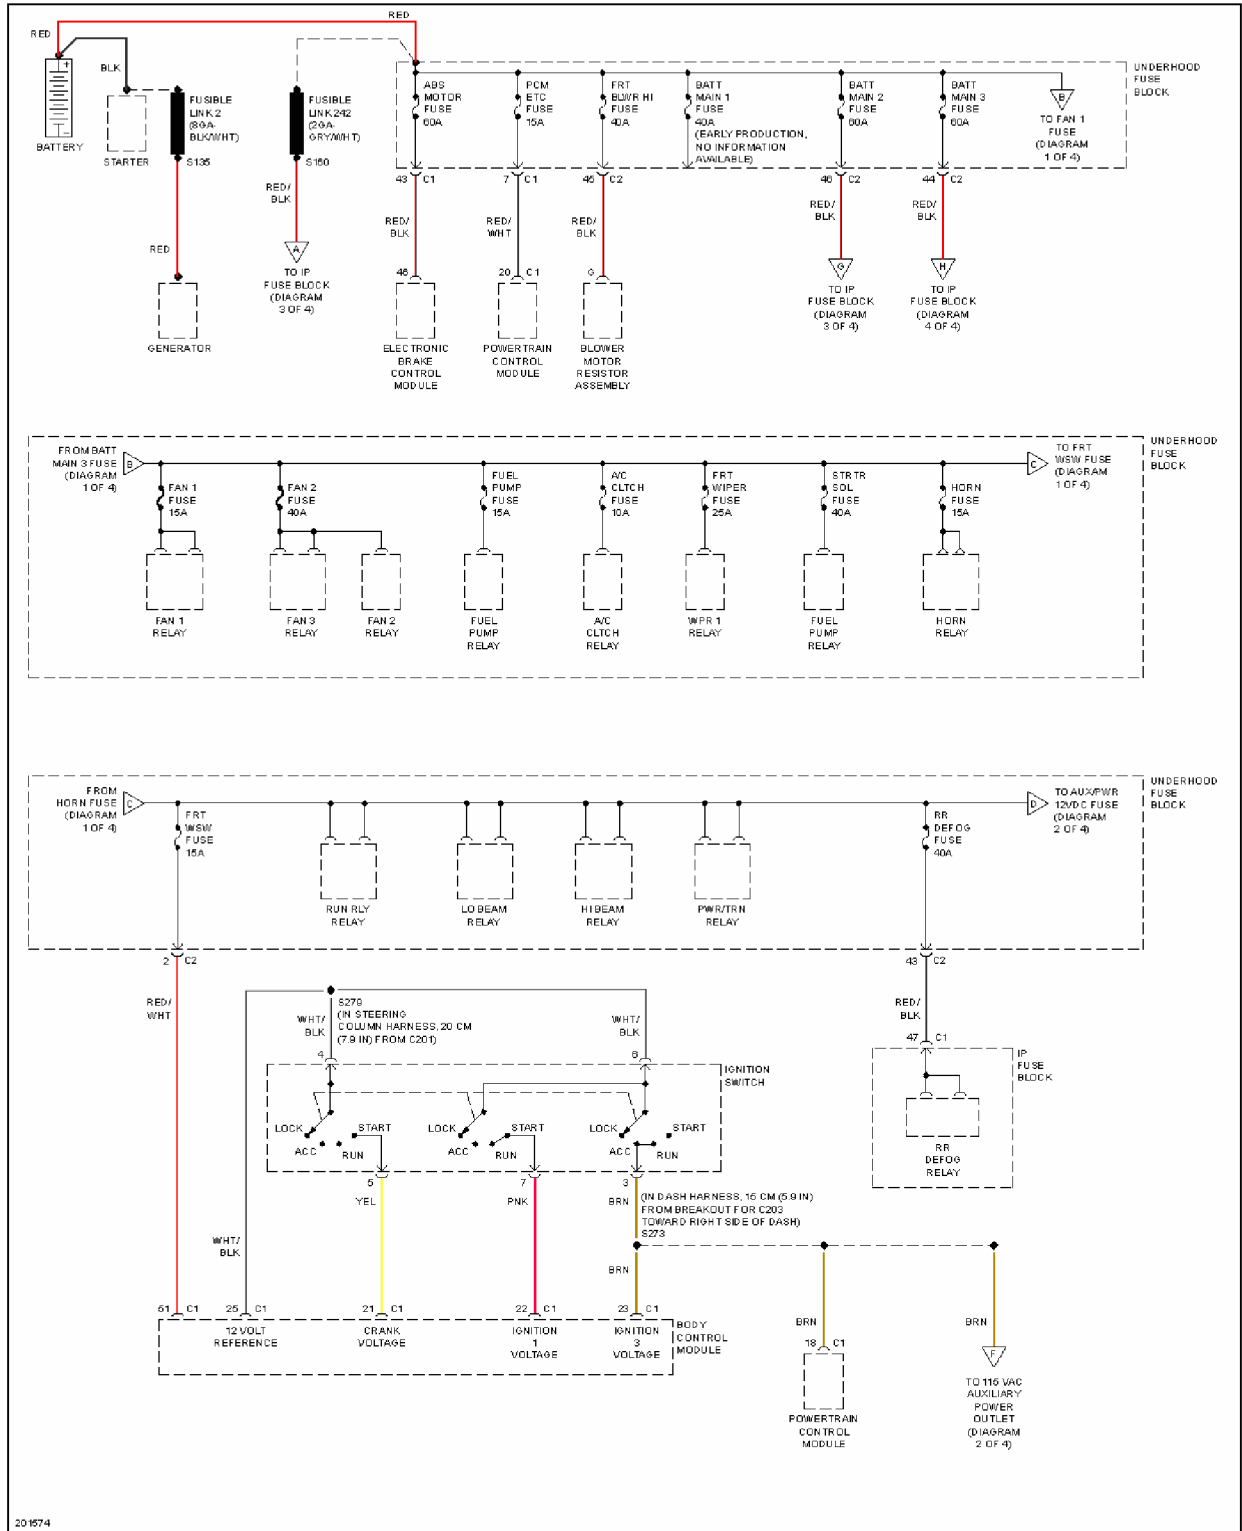 RED
RED
BLK
BATTERY
STARTER
FUSIBLE
LINK 2
(8GA-
BLK/WHT)
S135
RED
GENERATOR
FUSIBLE
LINK 242
(2GA-
GRY/WHT)
S160
RED/
BLK
A
TO IP
FUSE BLOCK
(DIAGRAM
3 OF 4)
UNDERHOOD
FUSE
BLOCK
ABS
MOTOR
FUSE
60A
PCM
ETC
FUSE
15A
FRT
BLWR HI
FUSE
40A
BATT
MAIN 1
FUSE
40A
(EARLY PRODUCTION,
NO INFORMATION
AVAILABLE)
BATT
MAIN 2
FUSE
60A
BATT
MAIN 3
FUSE
60A
B
TO FAN 1
FUSE
(DIAGRAM
1 OF 4)
43 C1
7 C1
45 C2
46 C2
44 C2
RED/
BLK
RED/
WHT
RED/
BLK
RED/
BLK
RED/
BLK
46
20 C1
G
G
H
ELECTRONIC
BRAKE
CONTROL
MODULE
POWERTRAIN
CONTROL
MODULE
BLOWER
MOTOR
RESISTOR
ASSEMBLY
TO IP
FUSE BLOCK
(DIAGRAM
3 OF 4)
TO IP
FUSE BLOCK
(DIAGRAM
4 OF 4)
FROM BATT
MAIN 3 FUSE
(DIAGRAM
1 OF 4)
B
FAN 1
FUSE
15A
FAN 2
FUSE
40A
FUEL
PUMP
FUSE
15A
A/C
CLTCH
FUSE
10A
FRT
WIPER
FUSE
25A
STRTR
SOL
FUSE
40A
HORN
FUSE
15A
C
TO FRT
WSW FUSE
(DIAGRAM
1 OF 4)
UNDERHOOD
FUSE
BLOCK
FAN 1
RELAY
FAN 3
RELAY
FAN 2
RELAY
FUEL
PUMP
RELAY
A/C
CLTCH
RELAY
WPR 1
RELAY
FUEL
PUMP
RELAY
HORN
RELAY
FROM
HORN FUSE
(DIAGRAM
1 OF 4)
C
FRT
WSW
FUSE
15A
RUN RLY
RELAY
LO BEAM
RELAY
HI BEAM
RELAY
PWR/TRN
RELAY
RR
DEFOG
FUSE
40A
D
TO AUX/PWR
12VDC FUSE
(DIAGRAM
2 OF 4)
UNDERHOOD
FUSE
BLOCK
2 C2
43 C2
RED/
WHT
S279
(IN STEERING
COLUMN HARNESS, 20 CM
(7.9 IN) FROM C201)
WHT/
BLK
4
WHT/
BLK
6
RED/
BLK
47 C1
IP
FUSE
BLOCK
RR
DEFOG
RELAY
IGNITION
SWITCH
LOCK
ACC
RUN
START
LOCK
ACC
RUN
START
LOCK
ACC
RUN
START
5
7
3
YEL
PNK
BRN
(IN DASH HARNESS, 15 CM (5.9 IN)
FROM BREAKOUT FOR C203
TOWARD RIGHT SIDE OF DASH)
S273
WHT/
BLK
BRN
51 C1
25 C1
21 C1
22 C1
23 C1
12 VOLT
REFERENCE
CRANK
VOLTAGE
IGNITION
1
VOLTAGE
IGNITION
3
VOLTAGE
BODY
CONTROL
MODULE
BRN
18 C1
POWERTRAIN
CONTROL
MODULE
BRN
F
TO 115 VAC
AUXILIARY
POWER
OUTLET
(DIAGRAM
2 OF 4)
201574